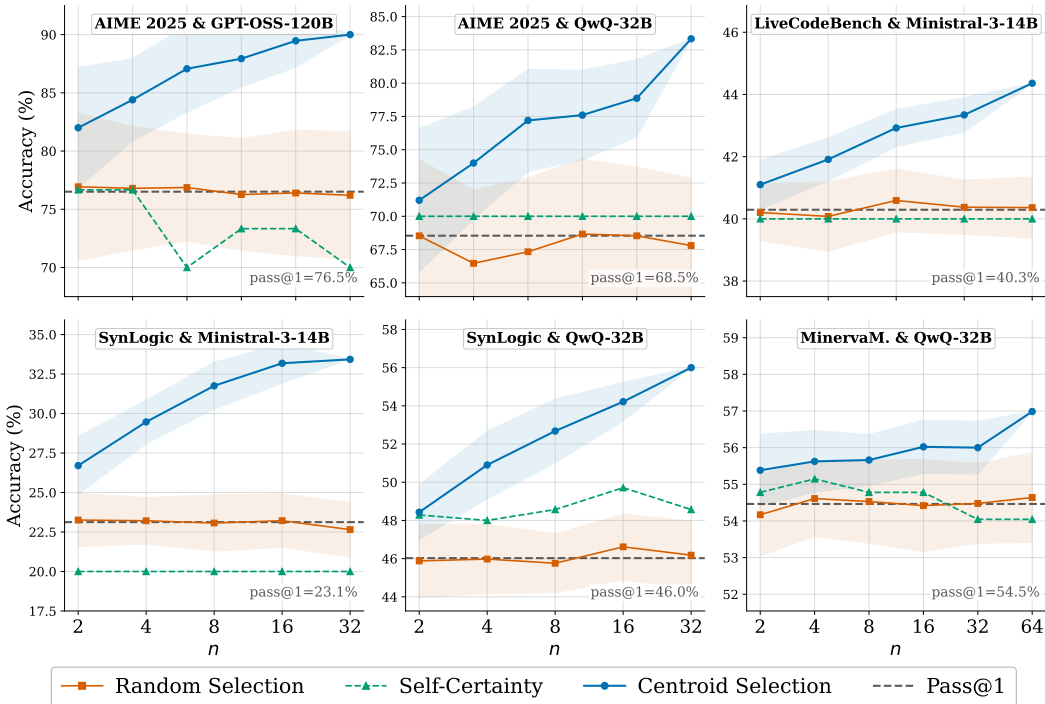 AIME 2025 & GPT-OSS-120B
90
85
80
75
70
Accuracy (%)
pass@1=76.5%
AIME 2025 & QwQ-32B
85.0
82.5
80.0
77.5
75.0
72.5
70.0
67.5
65.0
pass@1=68.5%
LiveCodeBench & Ministral-3-14B
46
44
42
40
38
pass@1=40.3%
SynLogic & Ministral-3-14B
35.0
32.5
30.0
27.5
25.0
22.5
20.0
17.5
Accuracy (%)
pass@1=23.1%
2 4 8 16 32
n
SynLogic & QwQ-32B
58
56
54
52
50
48
46
44
pass@1=46.0%
2 4 8 16 32
n
MinervaM. & QwQ-32B
59
58
57
56
55
54
53
52
pass@1=54.5%
2 4 8 16 32 64
n
Random Selection Self-Certainty Centroid Selection Pass@1